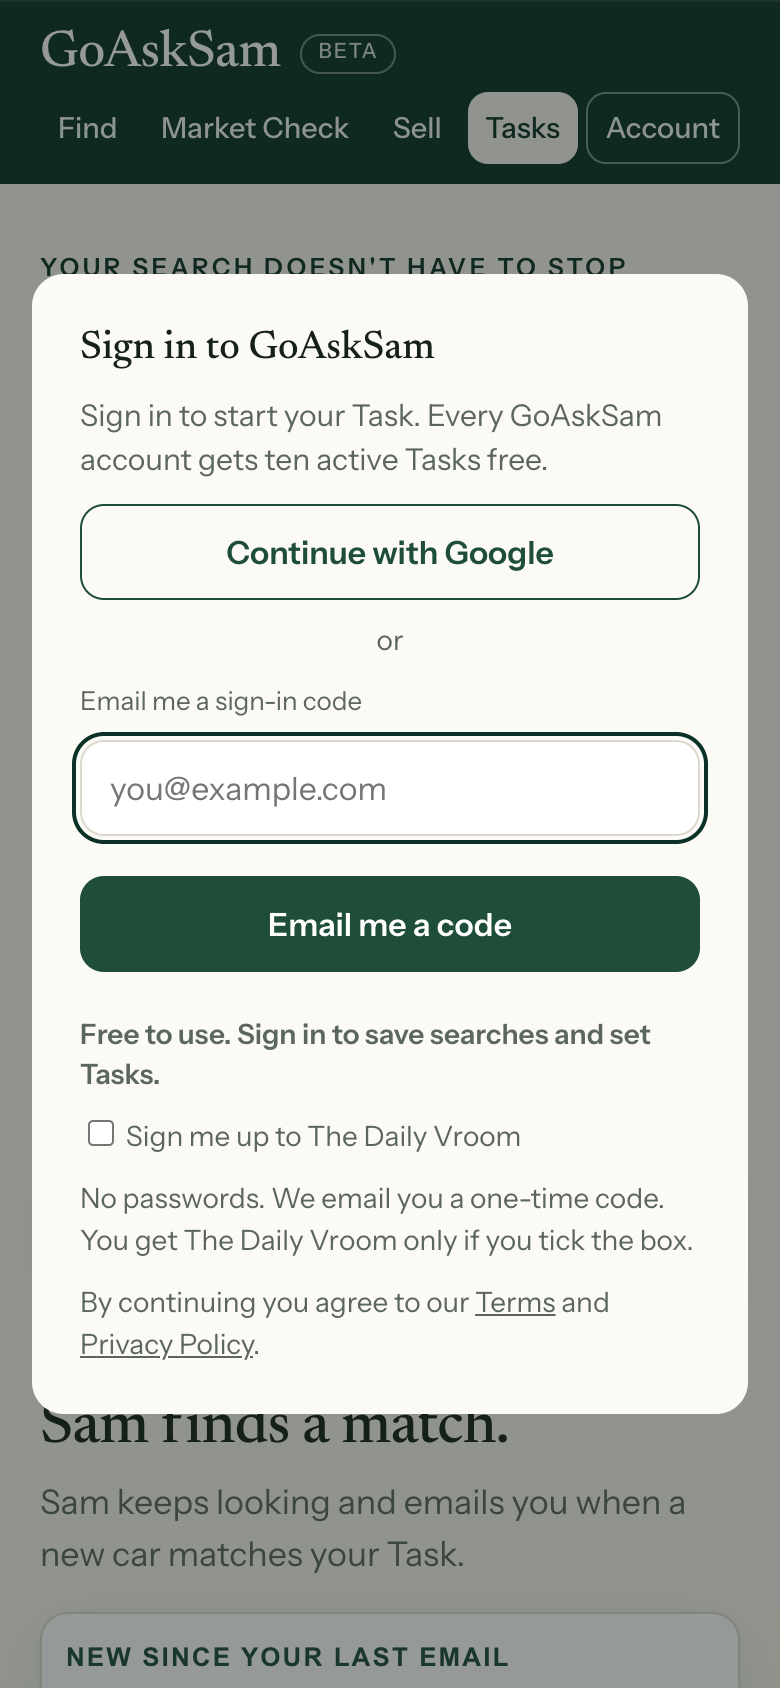 GoAskSam BETA
Find Market Check Sell Tasks Account
YOUR SEARCH DOESN'T HAVE TO STOP
Sign in to GoAskSam
Sign in to start your Task. Every GoAskSam
account gets ten active Tasks free.
Continue with Google
or
Email me a sign-in code
you@example.com
Email me a code
Free to use. Sign in to save searches and set
Tasks.
Sign me up to The Daily Vroom
No passwords. We email you a one-time code.
You get The Daily Vroom only if you tick the box.
By continuing you agree to our Terms and
Privacy Policy.
Sam finds a match.
Sam keeps looking and emails you when a
new car matches your Task.
NEW SINCE YOUR LAST EMAIL